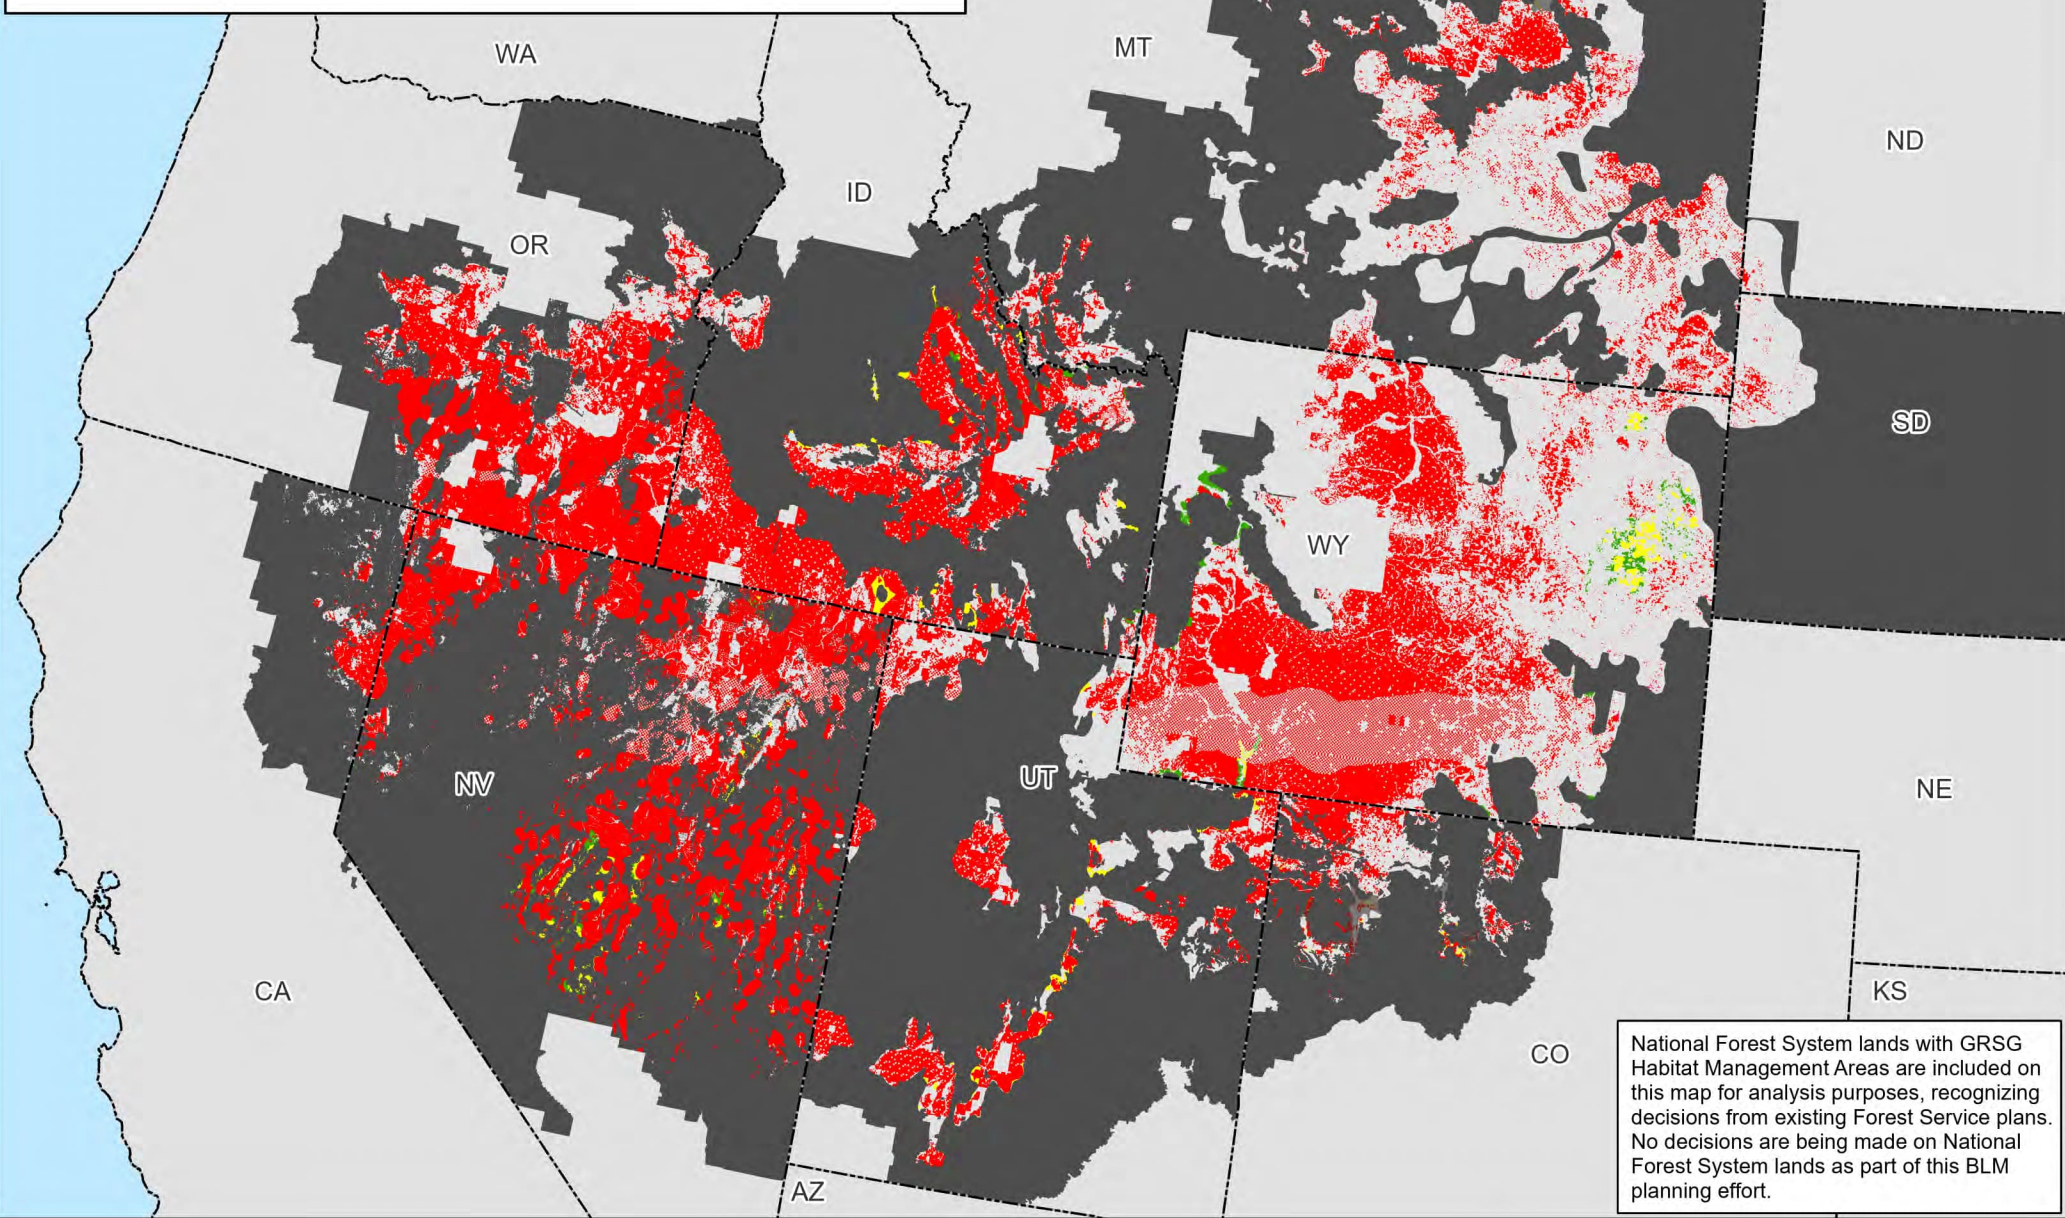 WA
MT
ND
ID
OR
SD
WY
NV
UT
NE
CA
KS
CO
AZ
National Forest System lands with GRSG
Habitat Management Areas are included on
this map for analysis purposes, recognizing
decisions from existing Forest Service plans.
No decisions are being made on National
Forest System lands as part of this BLM
planning effort.